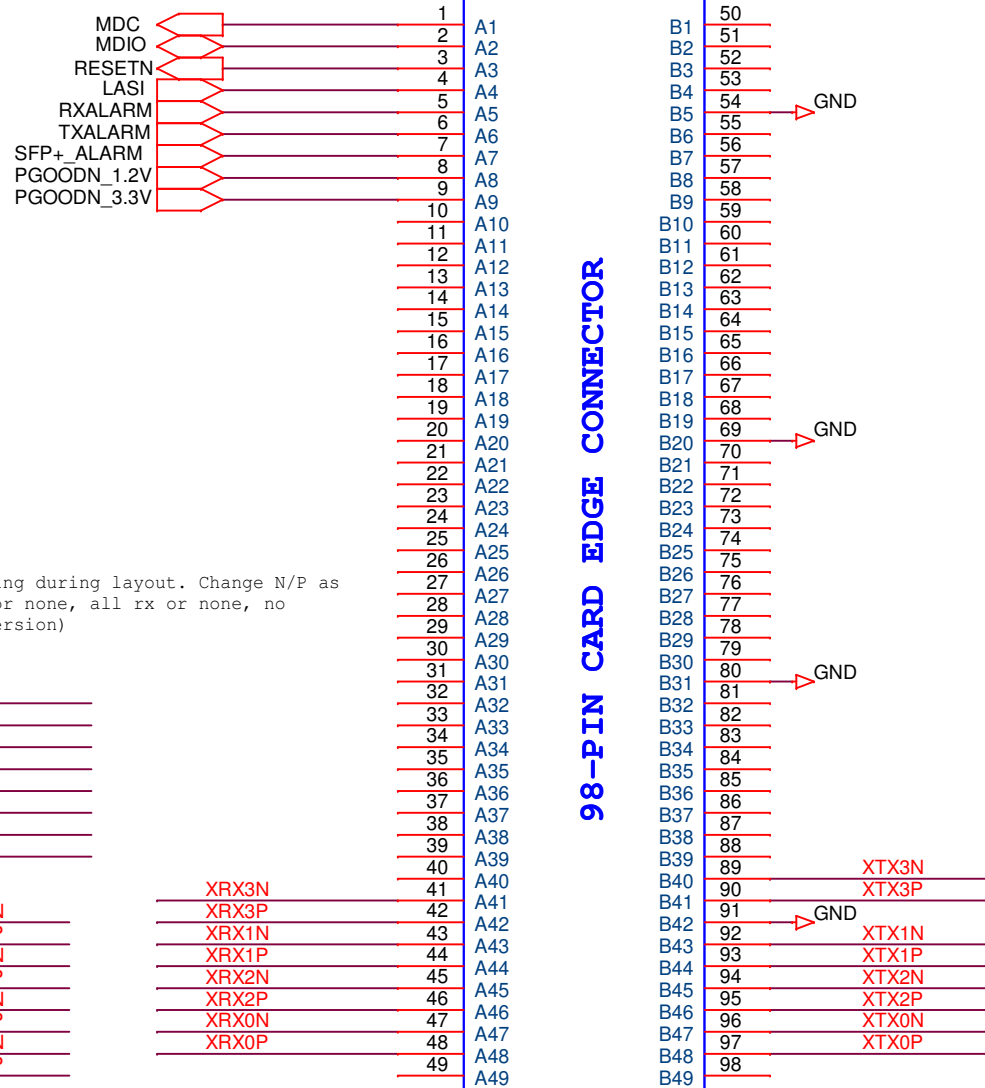 MDC 1 A1
MDIO 2 A2
RESETN 3 A3
LASI 4 A4
RXALARM 5 A5
TXALARM 6 A6
SFP+_ALARM 7 A7
PGOODN_1.2V 8 A8
PGOODN_3.3V 9 A9
10 A10
11 A11
12 A12
13 A13
14 A14
15 A15
16 A16
17 A17
18 A18
19 A19
20 A20
21 A21
22 A22
23 A23
24 A24
25 A25
26 A26
27 A27
28 A28
29 A29
30 A30
31 A31
32 A32
33 A33
34 A34
35 A35
36 A36
37 A37
38 A38
39 A39
40 A40
XRX3N 41 A41
XRX3P 42 A42
XRX1N 43 A43
XRX1P 44 A44
XRX2N 45 A45
XRX2P 46 A46
XRX0N 47 A47
XRX0P 48 A48
49 A49
during layout. Change N/P as
none, all rx or none, no
98-PIN CARD EDGE CONNECTOR
B1 50
B2 51
B3 52
B4 53
B5 54 GND
B6 55
B7 56
B8 57
B9 58
B10 59
B11 60
B12 61
B13 62
B14 63
B15 64
B16 65
B17 66
B18 67
B19 68
B20 69 GND
B21 70
B22 71
B23 72
B24 73
B25 74
B26 75
B27 76
B28 77
B29 78
B30 79
B31 80 GND
B32 81
B33 82
B34 83
B35 84
B36 85
B37 86
B38 87
B39 88
B40 89 XTX3N
B41 90 XTX3P
B42 91 GND
B43 92 XTX1N
B44 93 XTX1P
B45 94 XTX2N
B46 95 XTX2P
B47 96 XTX0N
B48 97 XTX0P
B49 98